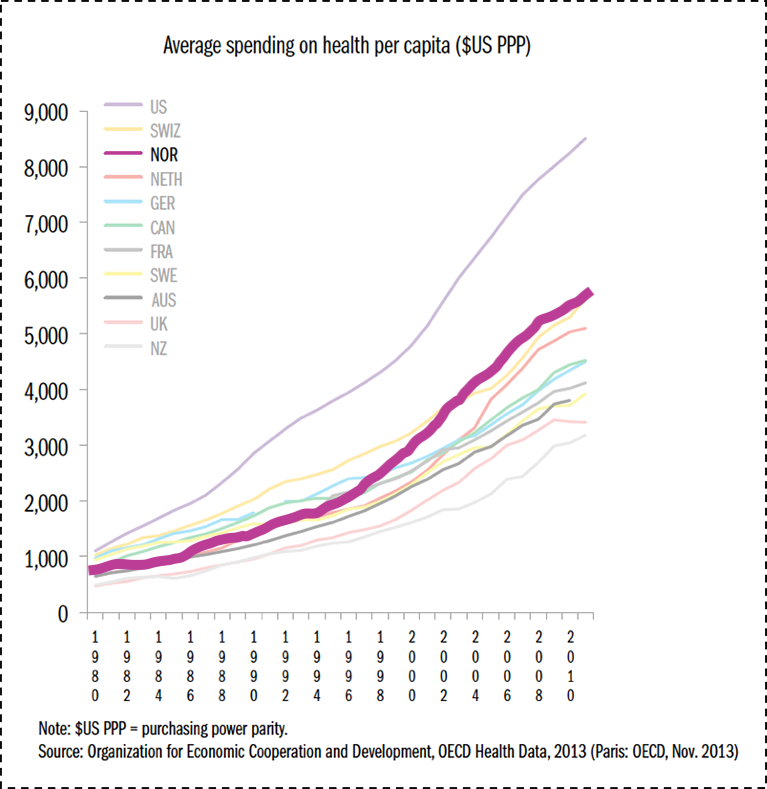 Average spending on health per capita ($US PPP)
9,000
8,000
7,000
6,000
5,000
4,000
3,000
2,000
1,000
0
US
SWIZ
NOR
NETH
GER
CAN
FRA
SWE
AUS
UK
NZ
1980 1982 1984 1986 1988 1990 1992 1994 1996 1998 2000 2002 2004 2006 2008 2010
Note: $US PPP = purchasing power parity.
Source: Organization for Economic Cooperation and Development, OECD Health Data, 2013 (Paris: OECD, Nov. 2013)